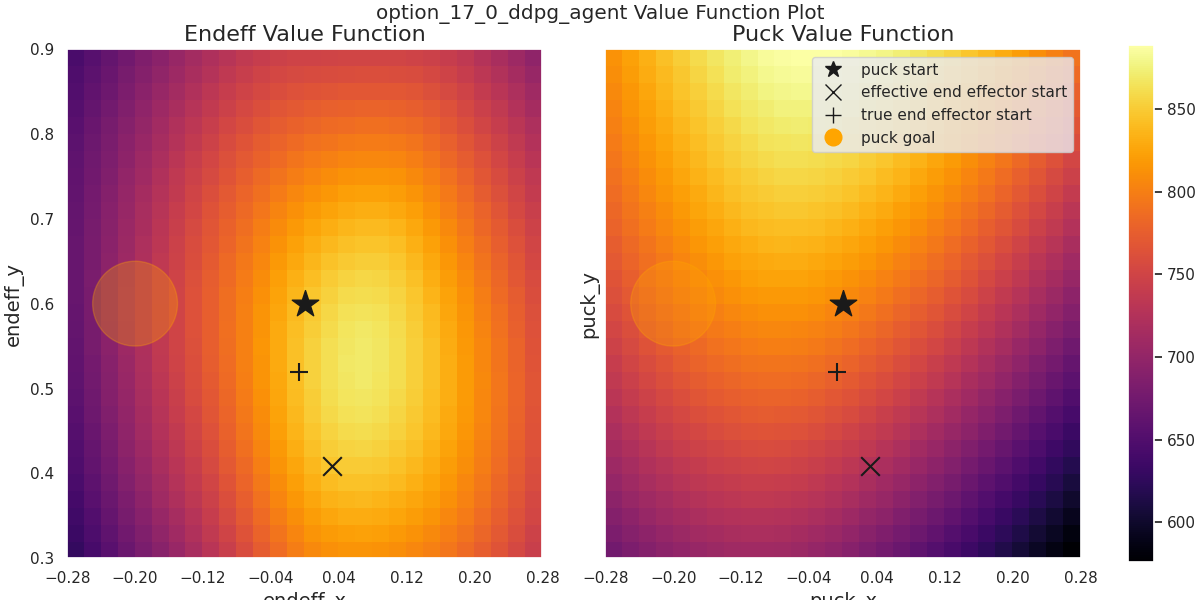 option_17_0_ddpg_agent Value Function Plot
Endeff Value Function
Puck Value Function
puck start
effective end effector start
true end effector start
puck goal
0.9
0.8
0.7
0.6
0.5
0.4
0.3
endeff_y
−0.28 −0.20 −0.12 −0.04 0.04 0.12 0.20 0.28
endeff_x
puck_y
−0.28 −0.20 −0.12 −0.04 0.04 0.12 0.20 0.28
puck_x
850
800
750
700
650
600